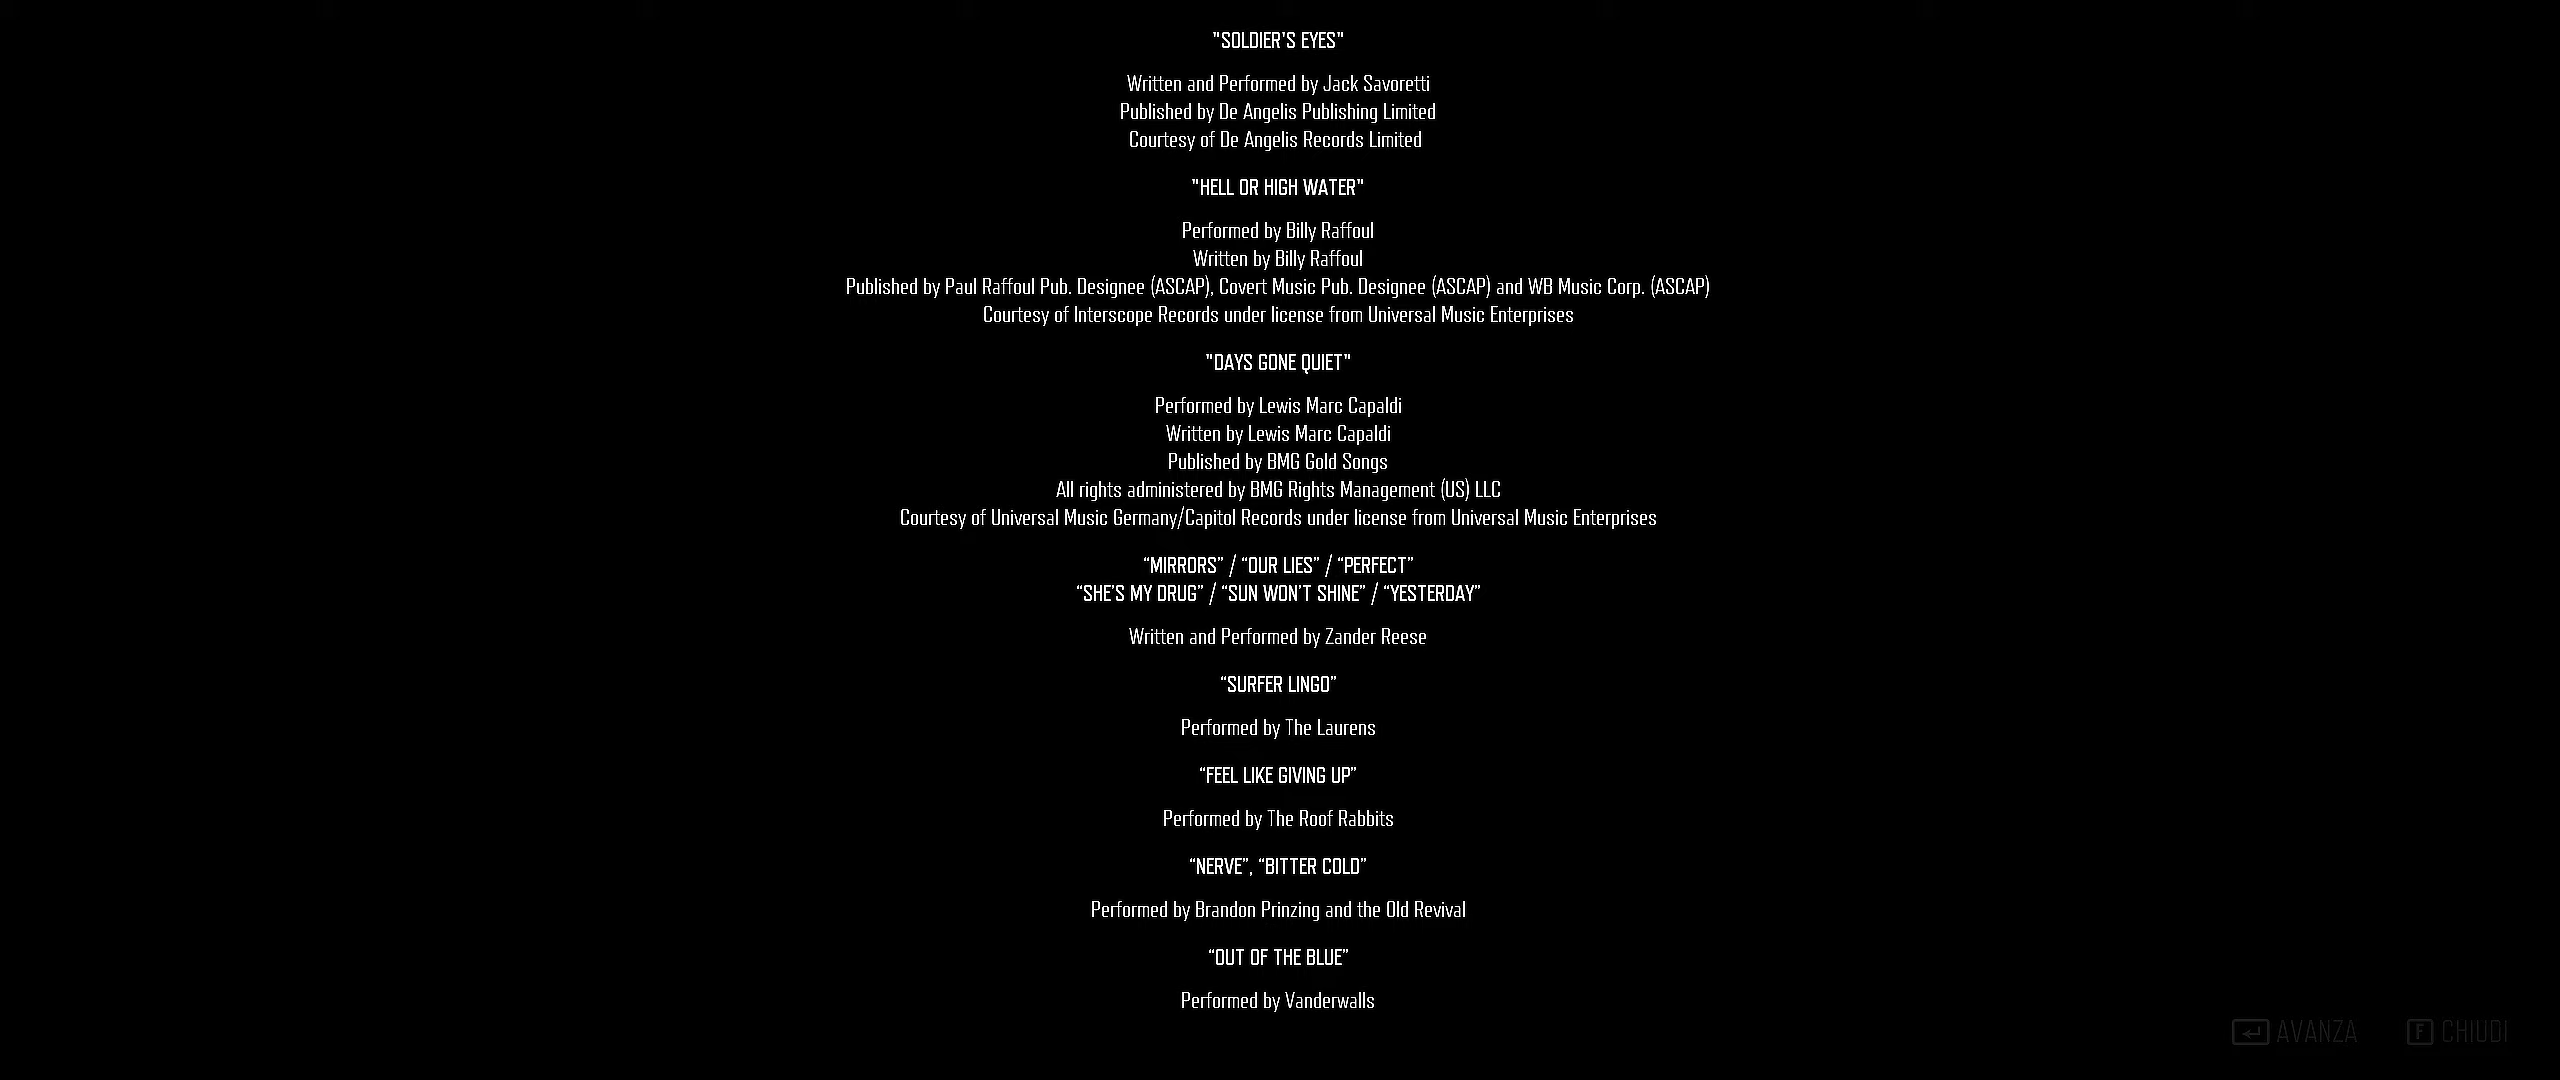 "SOLDIER'S EYES"
Written and Performed by Jack Savoretti
Published by De Angelis Publishing Limited
Courtesy of De Angelis Records Limited
"HELL OR HIGH WATER"
Performed by Billy Raffoul
Written by Billy Raffoul
Published by Paul Raffoul Pub. Designee (ASCAP), Covert Music Pub. Designee (ASCAP) and WB Music Corp. (ASCAP)
Courtesy of Interscope Records under license from Universal Music Enterprises
"DAYS GONE QUIET"
Performed by Lewis Marc Capaldi
Written by Lewis Marc Capaldi
Published by BMG Gold Songs
All rights administered by BMG Rights Management (US) LLC
Courtesy of Universal Music Germany/Capitol Records under license from Universal Music Enterprises
“MIRRORS” / “OUR LIES” / “PERFECT”
“SHE’S MY DRUG” / “SUN WON’T SHINE” / “YESTERDAY”
Written and Performed by Zander Reese
“SURFER LINGO”
Performed by The Laurens
“FEEL LIKE GIVING UP”
Performed by The Roof Rabbits
“NERVE”, “BITTER COLD”
Performed by Brandon Prinzing and the Old Revival
“OUT OF THE BLUE”
Performed by Vanderwalls
AVANZA
F CHIUDI